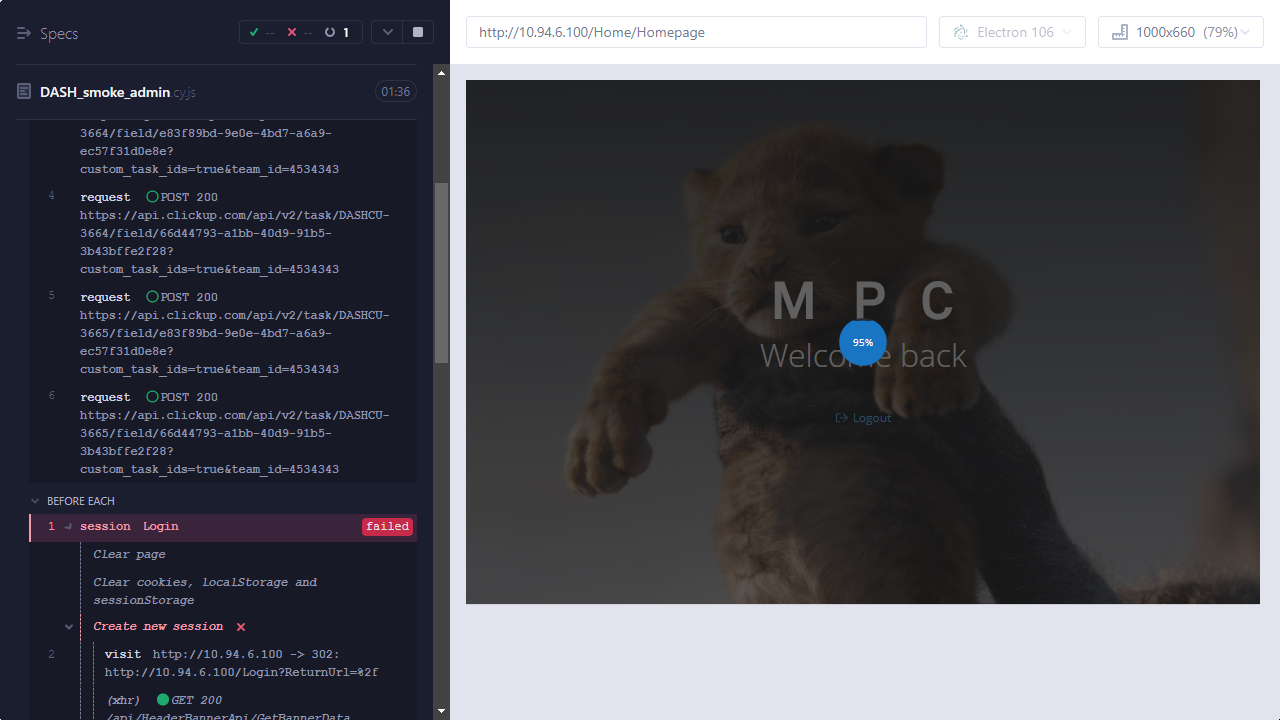 Specs
-- -- 1
http://10.94.6.100/Home/Homepage
Electron 106
1000x660 (79%)
DASH_smoke_admin.cy.js
01:36
3664/field/e83f89bd-9e0e-4bd7-a6a9-
ec57f31d0e8e?
custom_task_ids=true&team_id=4534343
4 request POST 200
https://api.clickup.com/api/v2/task/DASHCU-
3664/field/66d44793-a1bb-40d9-91b5-
3b43bffe2f28?
custom_task_ids=true&team_id=4534343
5 request POST 200
https://api.clickup.com/api/v2/task/DASHCU-
3665/field/e83f89bd-9e0e-4bd7-a6a9-
ec57f31d0e8e?
custom_task_ids=true&team_id=4534343
6 request POST 200
https://api.clickup.com/api/v2/task/DASHCU-
3665/field/66d44793-a1bb-40d9-91b5-
3b43bffe2f28?
custom_task_ids=true&team_id=4534343
BEFORE EACH
1 session Login failed
Clear page
Clear cookies, localStorage and
sessionStorage
Create new session
2 visit http://10.94.6.100 -> 302:
http://10.94.6.100/Login?ReturnUrl=%2f
(xhr) GET 200
/api/HeaderBannerApi/GetBannerData
M P C
95%
Welcome back
Logout